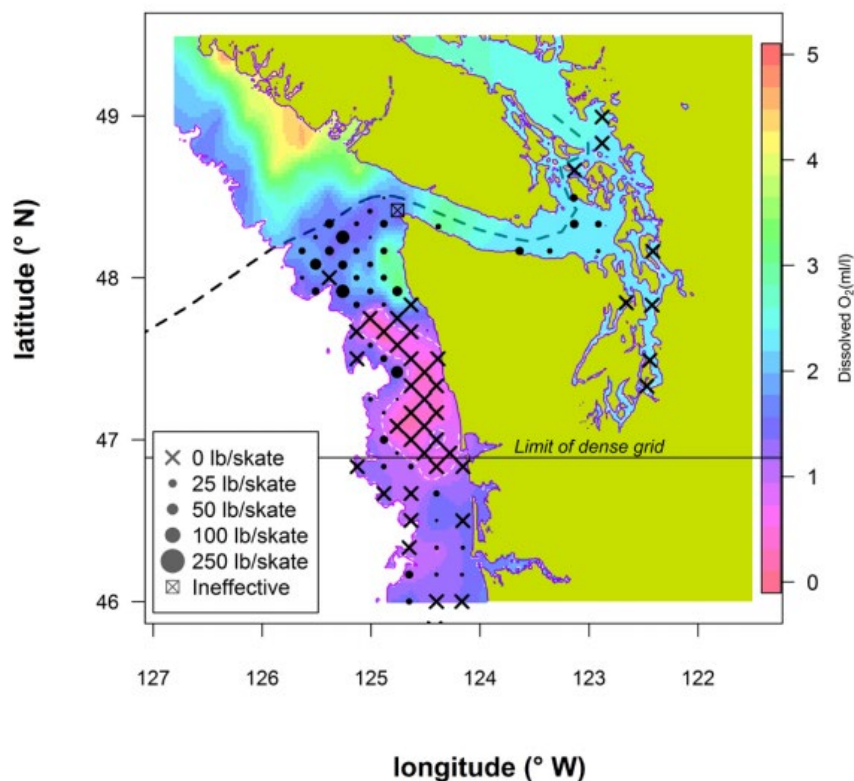 49
48
47
46
latitude (° N)
Limit of dense grid
0 lb/skate
25 lb/skate
50 lb/skate
100 lb/skate
250 lb/skate
Ineffective
127
126
125
124
123
122
longitude (° W)
5
4
3
2
1
0
Dissolved O₂(ml/l)